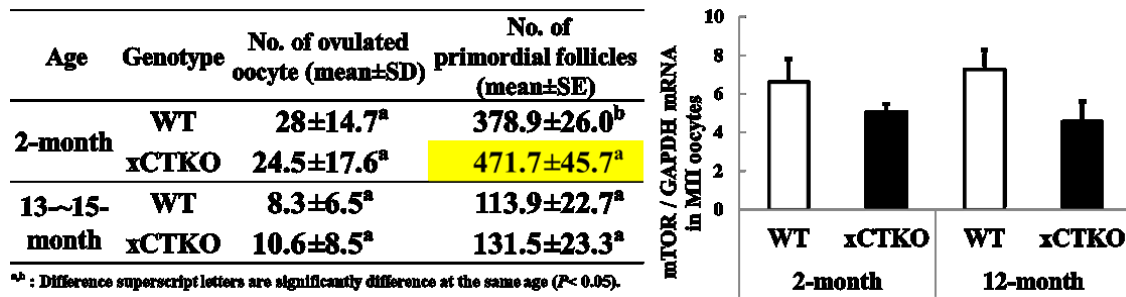 Age Genotype No. of ovulated oocyte (mean±SD) No. of primordial follicles (mean±SE)
2-month WT 28±14.7ᵃ 378.9±26.0ᵇ
xCTKO 24.5±17.6ᵃ 471.7±45.7ᵃ
13~15-month WT 8.3±6.5ᵃ 113.9±22.7ᵃ
xCTKO 10.6±8.5ᵃ 131.5±23.3ᵃ
ᵃ,ᵇ : Difference superscript letters are significantly difference at the same age (P< 0.05).
mTOR / GAPDH mRNA
in MII oocytes
10
8
6
4
2
0
WT xCTKO WT xCTKO
2-month 12-month